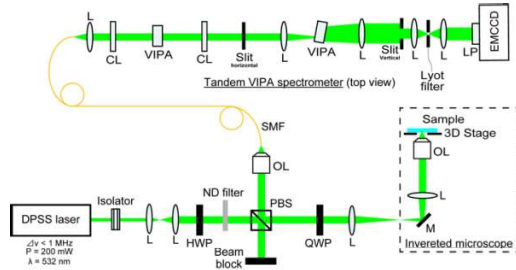 L
CL
VIPA
CL
Slit
horizontal
L
VIPA
L
Slit
Vertical
L
L
LP
EMCCD
Lyot
filter
Tandem VIPA spectrometer (top view)
SMF
OL
Sample
3D Stage
OL
L
M
Invereted microscope
DPSS laser
Δν < 1 MHz
P = 200 mW
λ = 532 nm
Isolator
L
L
HWP
ND filter
PBS
Beam
block
QWP
L